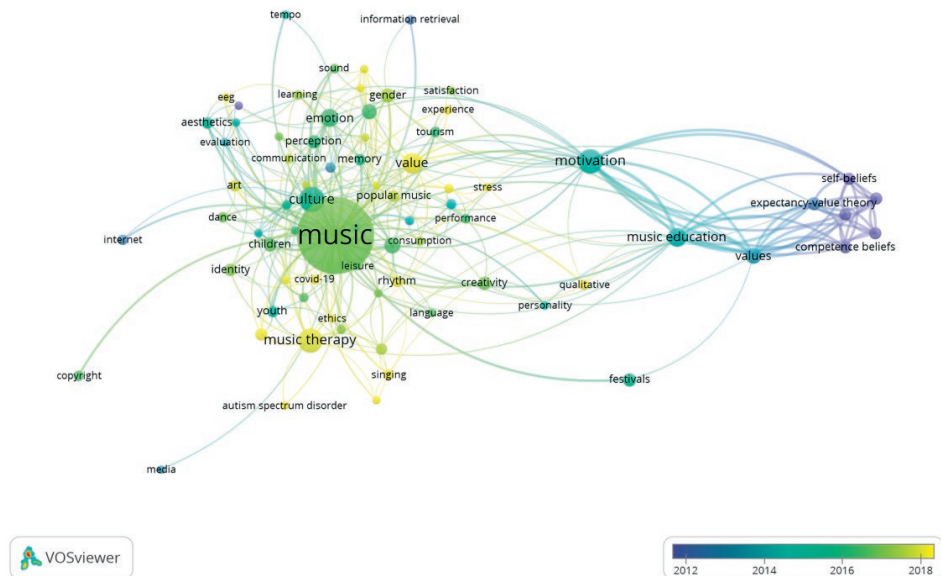 tempo
information retrieval
sound
learning
gender
satisfaction
eeg
experience
aesthetics
emotion
tourism
evaluation
perception
communication
memory
value
motivation
art
popular music
stress
self-beliefs
culture
expectancy-value theory
dance
performance
internet
music
music education
children
consumption
competence beliefs
values
identity
leisure
covid-19
rhythm
creativity
qualitative
youth
personality
ethics
language
music therapy
copyright
singing
festivals
autism spectrum disorder
media
VOSviewer
2012 2014 2016 2018